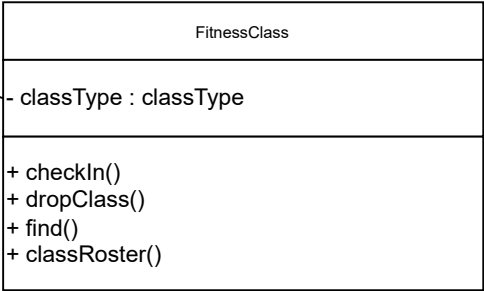 FitnessClass
- classType : classType
+ checkIn()
+ dropClass()
+ find()
+ classRoster()